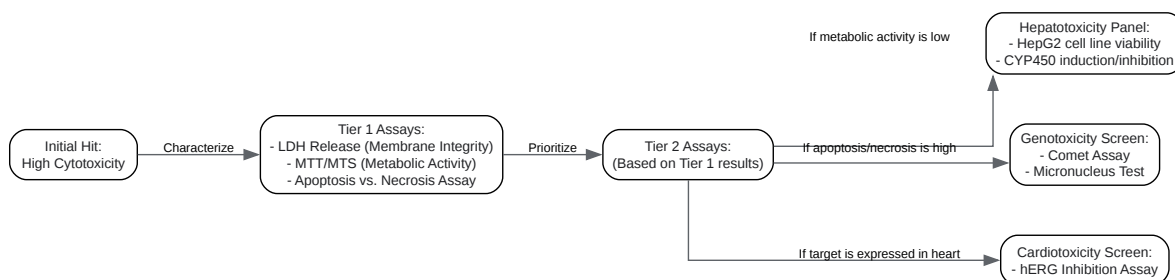 Initial Hit:
High Cytotoxicity
Characterize
Tier 1 Assays:
- LDH Release (Membrane Integrity)
- MTT/MTS (Metabolic Activity)
- Apoptosis vs. Necrosis Assay
Prioritize
Tier 2 Assays:
(Based on Tier 1 results)
If metabolic activity is low
Hepatotoxicity Panel:
- HepG2 cell line viability
- CYP450 induction/inhibition
If apoptosis/necrosis is high
Genotoxicity Screen:
- Comet Assay
- Micronucleus Test
If target is expressed in heart
Cardiotoxicity Screen:
- hERG Inhibition Assay